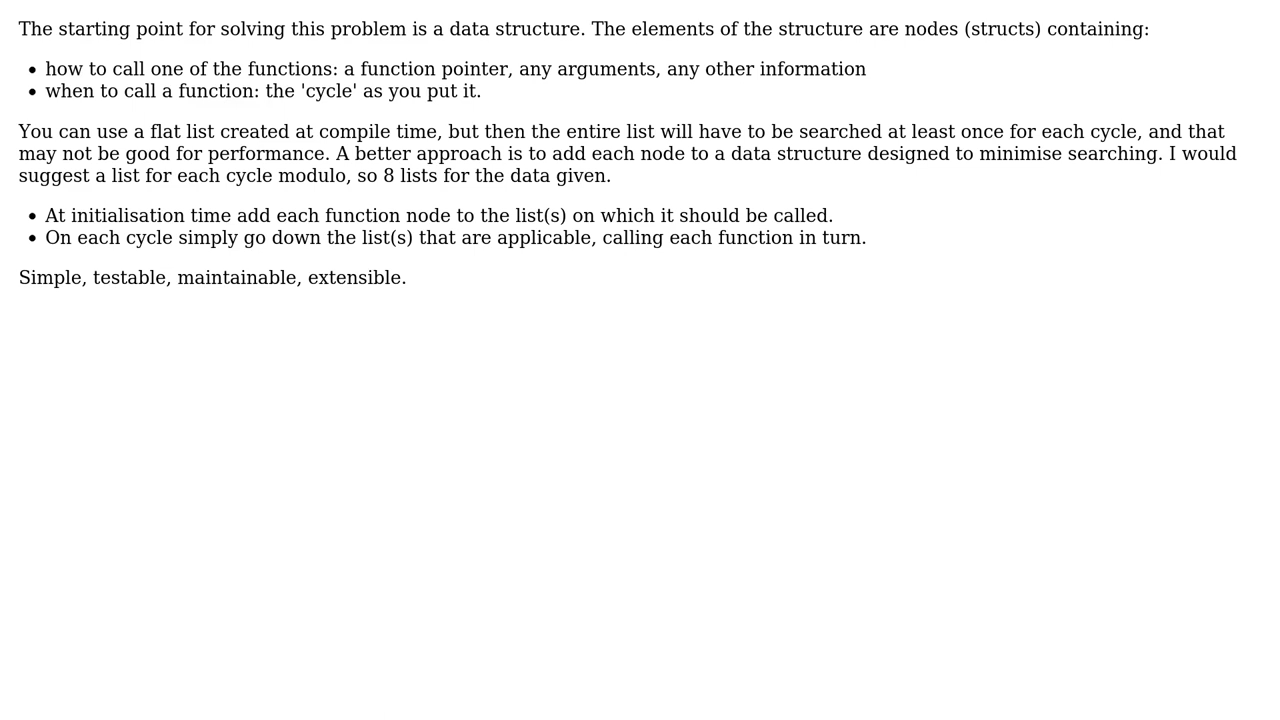 The starting point for solving this problem is a data structure. The elements of the structure are nodes (structs) containing:
• how to call one of the functions: a function pointer, any arguments, any other information
• when to call a function: the 'cycle' as you put it.
You can use a flat list created at compile time, but then the entire list will have to be searched at least once for each cycle, and that
may not be good for performance. A better approach is to add each node to a data structure designed to minimise searching. I would
suggest a list for each cycle modulo, so 8 lists for the data given.
• At initialisation time add each function node to the list(s) on which it should be called.
• On each cycle simply go down the list(s) that are applicable, calling each function in turn.
Simple, testable, maintainable, extensible.